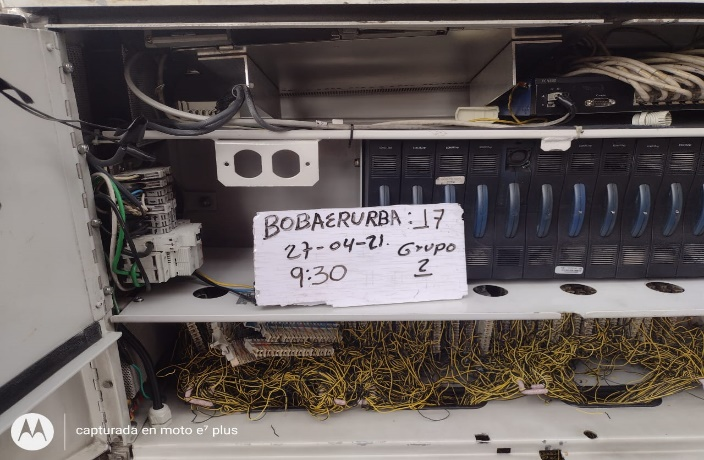 BOBAERURBA: 17
27-04-21.
Grupo
9:30
2
capturada en moto e⁷ plus